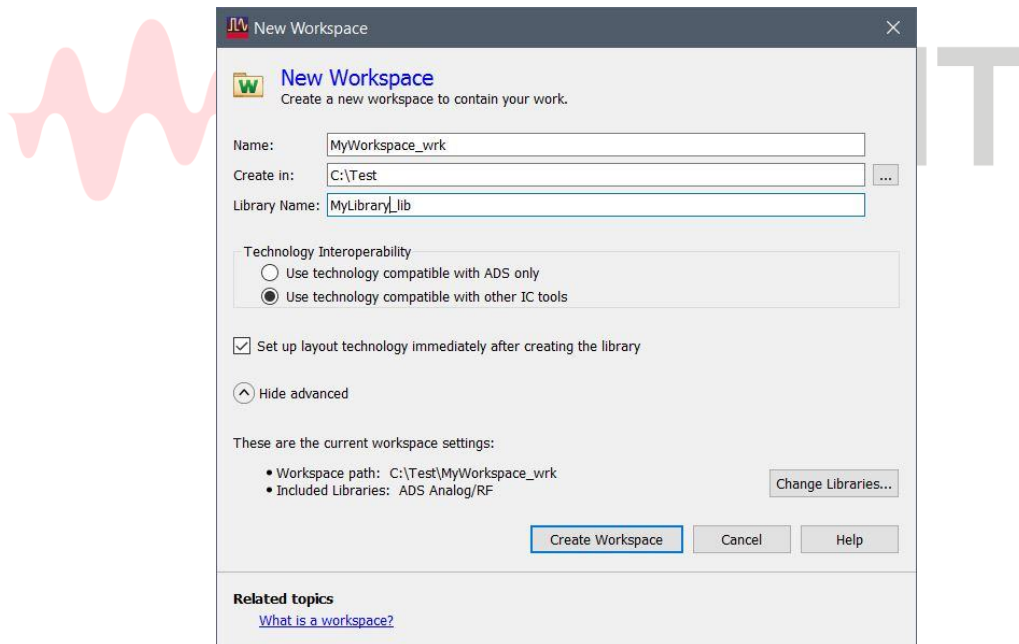 New Workspace
New Workspace
Create a new workspace to contain your work.
Name: MyWorkspace_wrk
Create in: C:\Test ...
Library Name: MyLibrary_lib
Technology Interoperability
Use technology compatible with ADS only
Use technology compatible with other IC tools
Set up layout technology immediately after creating the library
Hide advanced
These are the current workspace settings:
• Workspace path: C:\Test\MyWorkspace_wrk
• Included Libraries: ADS Analog/RF
Change Libraries...
Create Workspace Cancel Help
Related topics
What is a workspace?